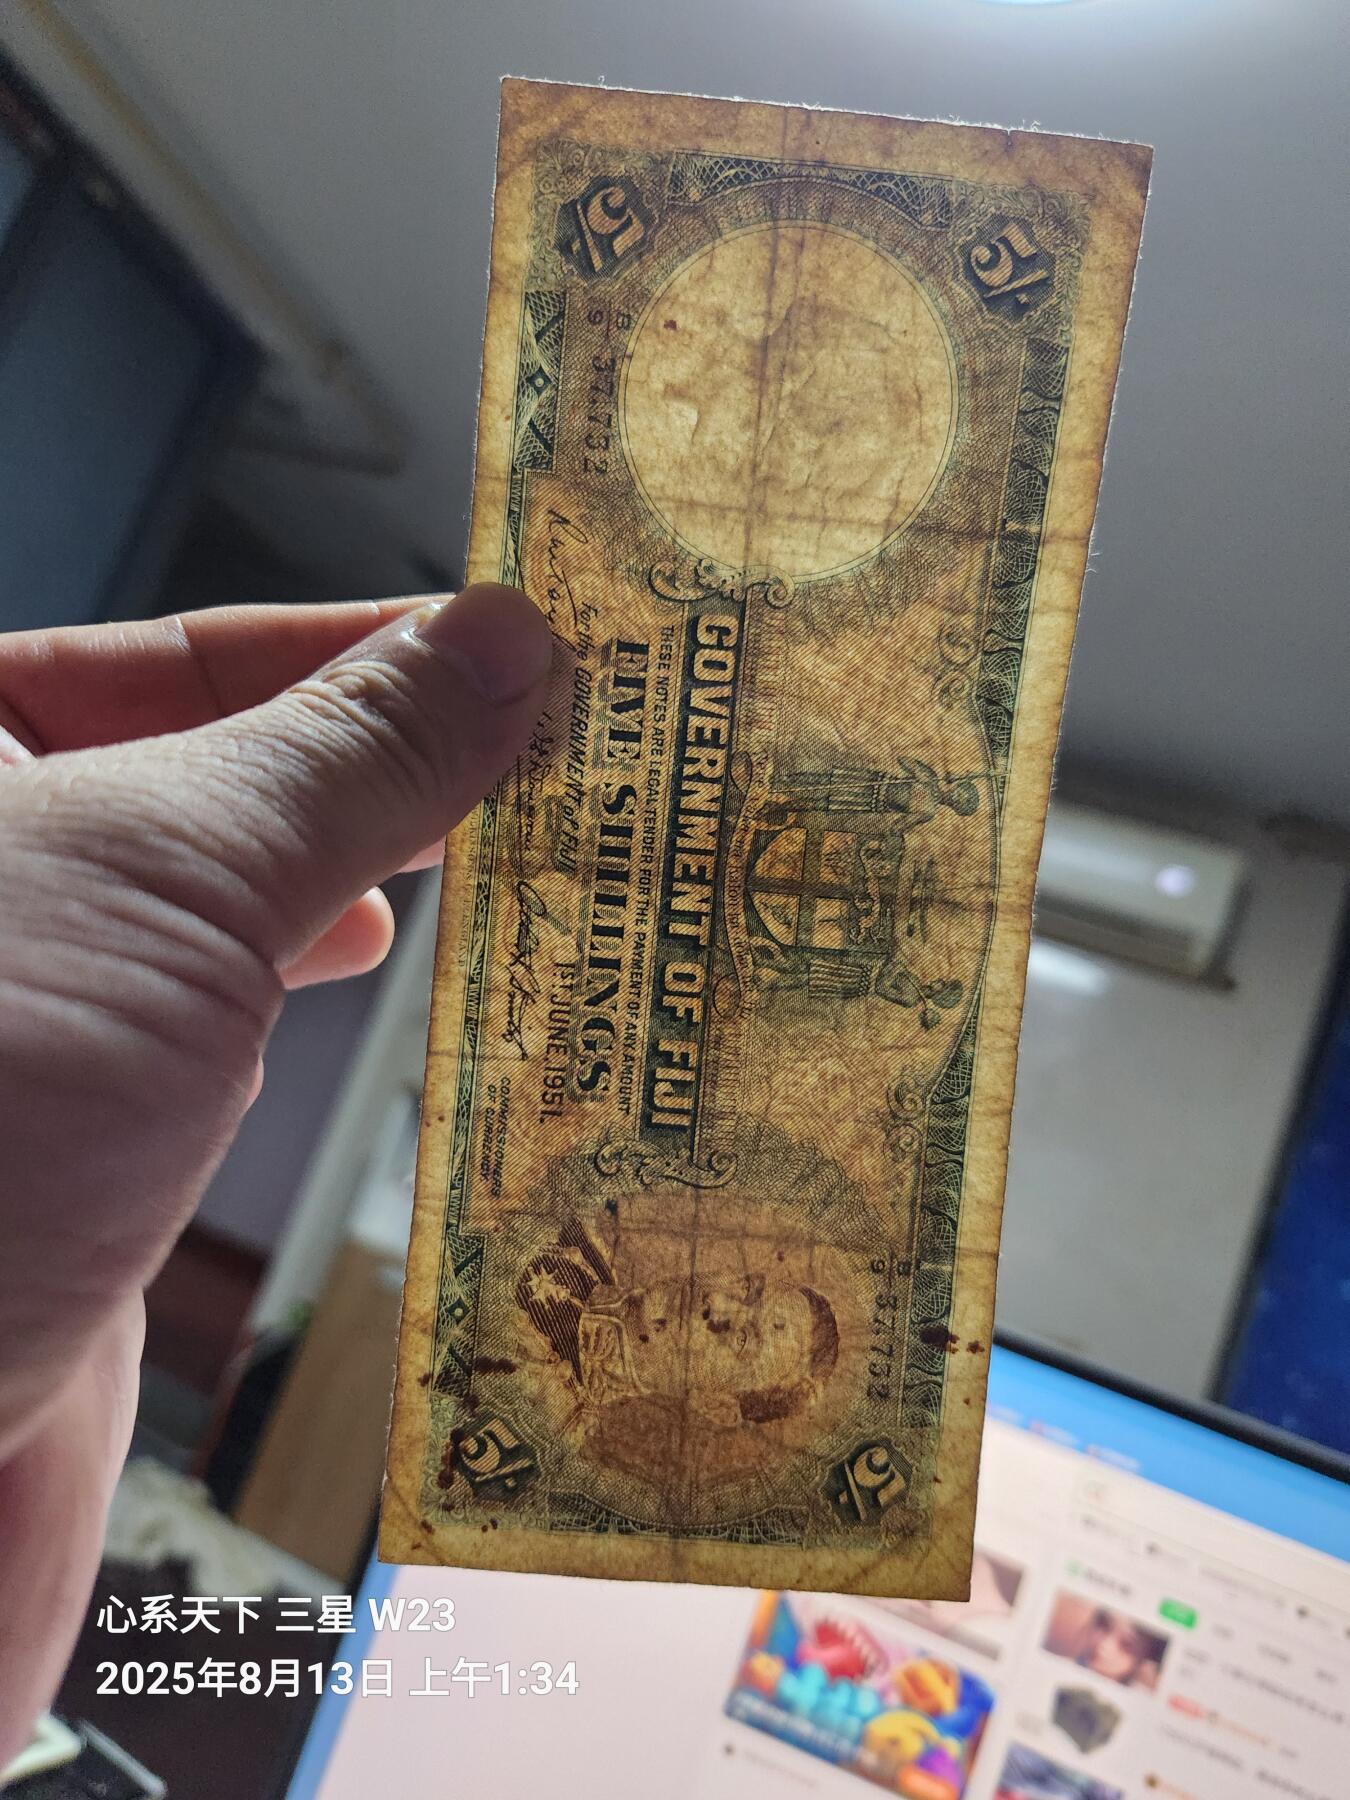 5/-
5/-
B
9 377732
GOVERNMENT OF FIJI
THESE NOTES ARE LEGAL TENDER FOR THE PAYMENT OF ANY AMOUNT
FIVE SHILLINGS
For the GOVERNMENT of FIJI
1ST JUNE, 1951.
COMMISSIONERS
OF CURRENCY
B
9 377732
5/-
5/-
心系天下 三星 W23
2025年8月13日 上午1:34